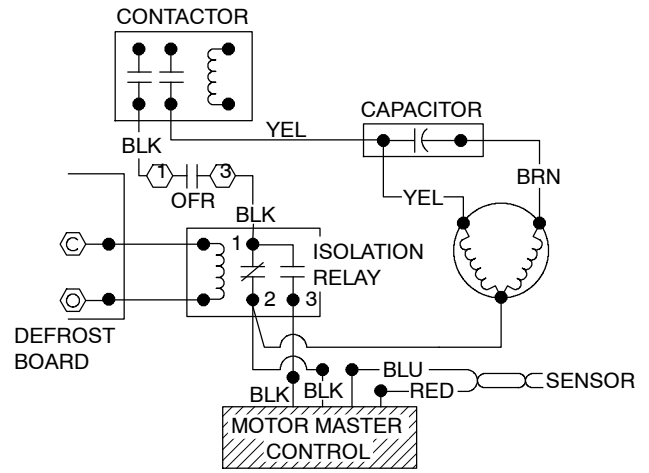 CONTACTOR
CAPACITOR
YEL
BLK
1
3
OFR
BRN
YEL
BLK
C
1
ISOLATION
RELAY
O
2
3
DEFROST
BOARD
BLU
SENSOR
RED
BLK
BLK
MOTOR MASTER
CONTROL